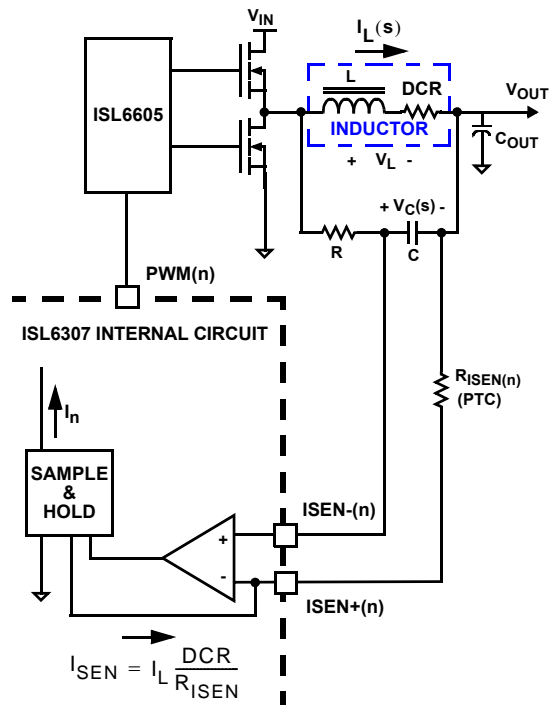 V_IN
I_L(s)
L
DCR
V_OUT
ISL6605
INDUCTOR
C_OUT
+ V_L -
+ V_C(s) -
R
C
PWM(n)
ISL6307 INTERNAL CIRCUIT
R_ISEN(n)
(PTC)
I_n
SAMPLE
&
HOLD
ISEN-(n)
+
-
ISEN+(n)
I_SEN = I_L DCR / R_ISEN